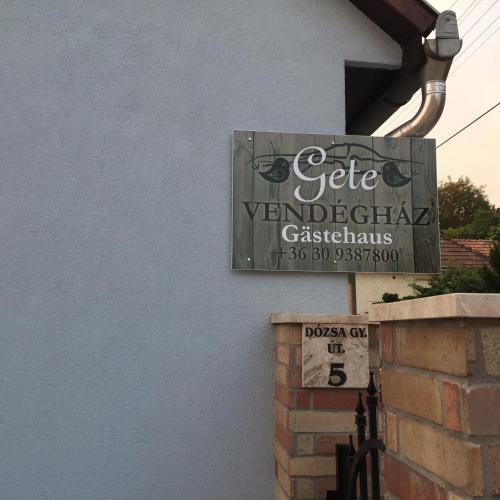 Gete
VENDÉGHÁZ
Gästehaus
+36 30 9387800
DÓZSA GY.
ÚT.
5